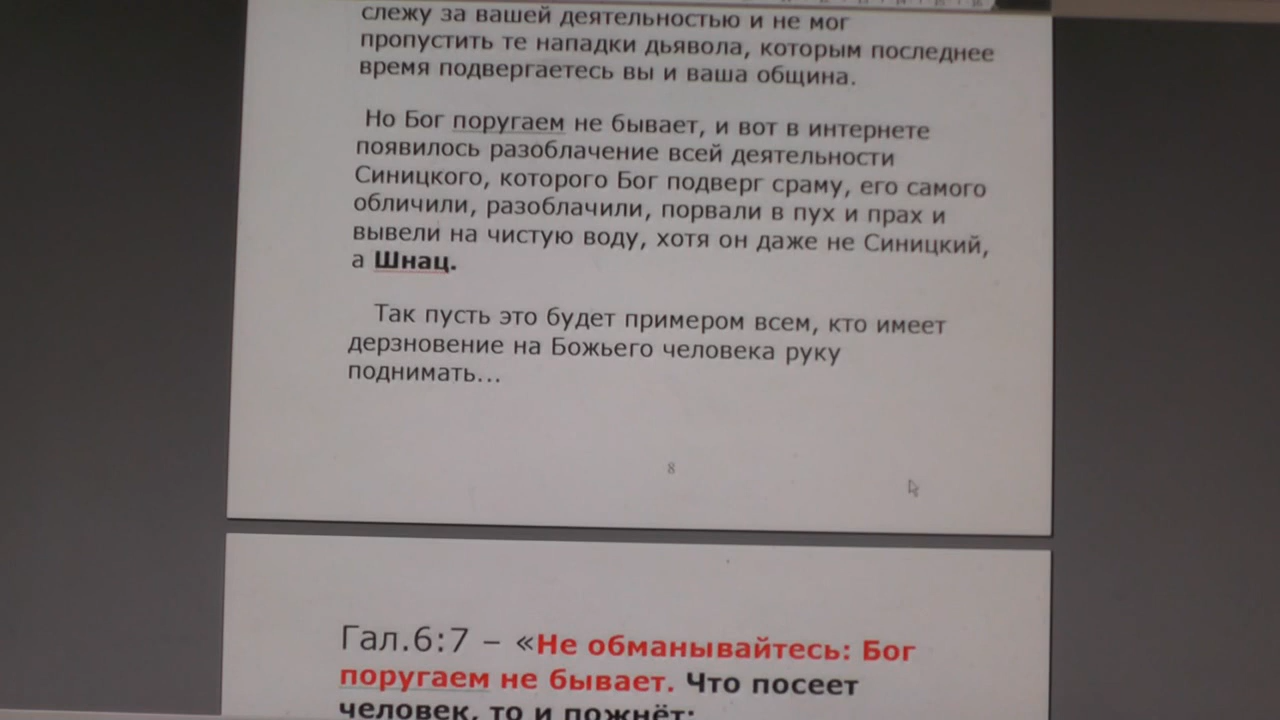 слежу за вашей деятельностью и не мог
пропустить те нападки дьявола, которым последнее
время подвергаетесь вы и ваша община.
Но Бог поругаем не бывает, и вот в интернете
появилось разоблачение всей деятельности
Синицкого, которого Бог подверг сраму, его самого
обличили, разоблачили, порвали в пух и прах и
вывели на чистую воду, хотя он даже не Синицкий,
а Шнац.
Так пусть это будет примером всем, кто имеет
дерзновение на Божьего человека руку
поднимать...
8
Гал.6:7 – «Не обманывайтесь: Бог
поругаем не бывает. Что посеет
человек, то и пожнёт: